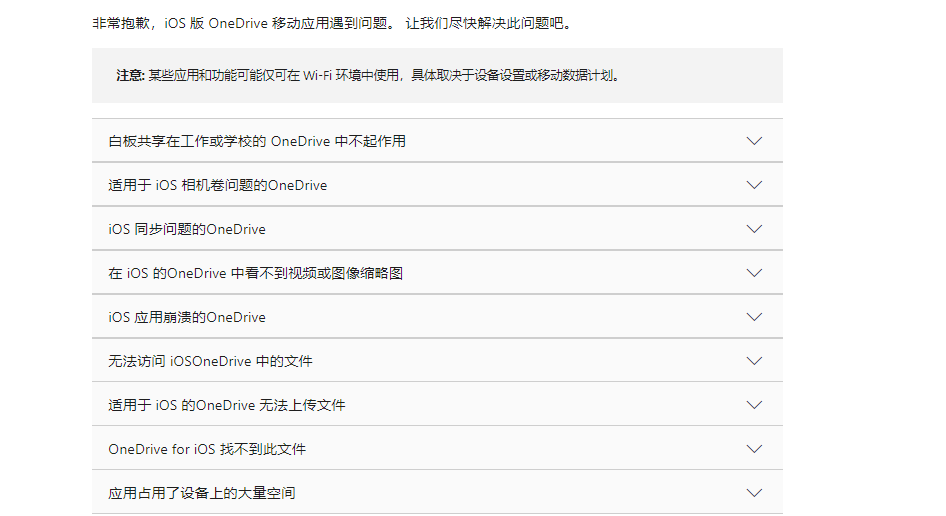 非常抱歉，iOS 版 OneDrive 移动应用遇到问题。 让我们尽快解决此问题吧。
注意: 某些应用和功能可能仅可在 Wi-Fi 环境中使用，具体取决于设备设置或移动数据计划。
白板共享在工作或学校的 OneDrive 中不起作用
适用于 iOS 相机卷问题的OneDrive
iOS 同步问题的OneDrive
在 iOS 的OneDrive 中看不到视频或图像缩略图
iOS 应用崩溃的OneDrive
无法访问 iOSOneDrive 中的文件
适用于 iOS 的OneDrive 无法上传文件
OneDrive for iOS 找不到此文件
应用占用了设备上的大量空间